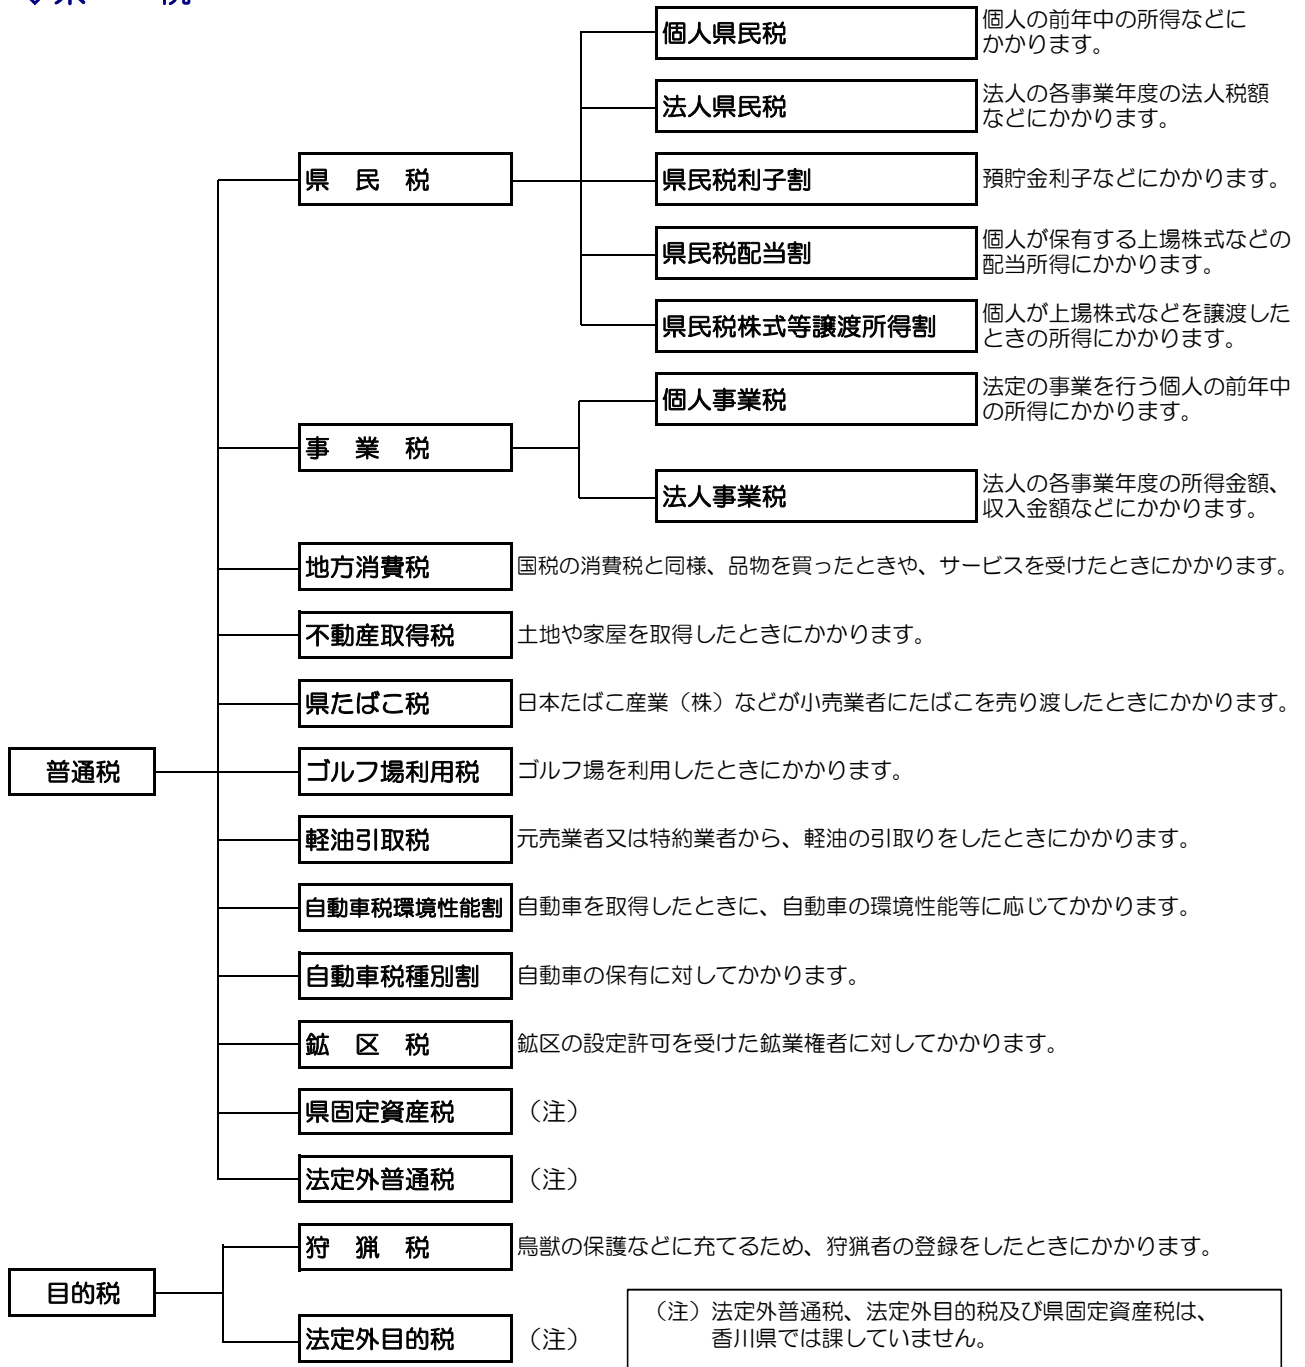 個人県民税
個人の前年中の所得などに
かかります。
法人県民税
法人の各事業年度の法人税額
などにかかります。
県　民　税
県民税利子割
預貯金利子などにかかります。
県民税配当割
個人が保有する上場株式などの
配当所得にかかります。
県民税株式等譲渡所得割
個人が上場株式などを譲渡した
ときの所得にかかります。
事　業　税
個人事業税
法定の事業を行う個人の前年中
の所得にかかります。
法人事業税
法人の各事業年度の所得金額、
収入金額などにかかります。
地方消費税
国税の消費税と同様、品物を買ったときや、サービスを受けたときにかかります。
不動産取得税
土地や家屋を取得したときにかかります。
県たばこ税
日本たばこ産業（株）などが小売業者にたばこを売り渡したときにかかります。
普通税
ゴルフ場利用税
ゴルフ場を利用したときにかかります。
軽油引取税
元売業者又は特約業者から、軽油の引取りをしたときにかかります。
自動車税環境性能割
自動車を取得したときに、自動車の環境性能等に応じてかかります。
自動車税種別割
自動車の保有に対してかかります。
鉱　区　税
鉱区の設定許可を受けた鉱業権者に対してかかります。
県固定資産税
（注）
法定外普通税
（注）
目的税
狩　猟　税
鳥獣の保護などに充てるため、狩猟者の登録をしたときにかかります。
法定外目的税
（注）
（注）法定外普通税、法定外目的税及び県固定資産税は、
香川県では課していません。